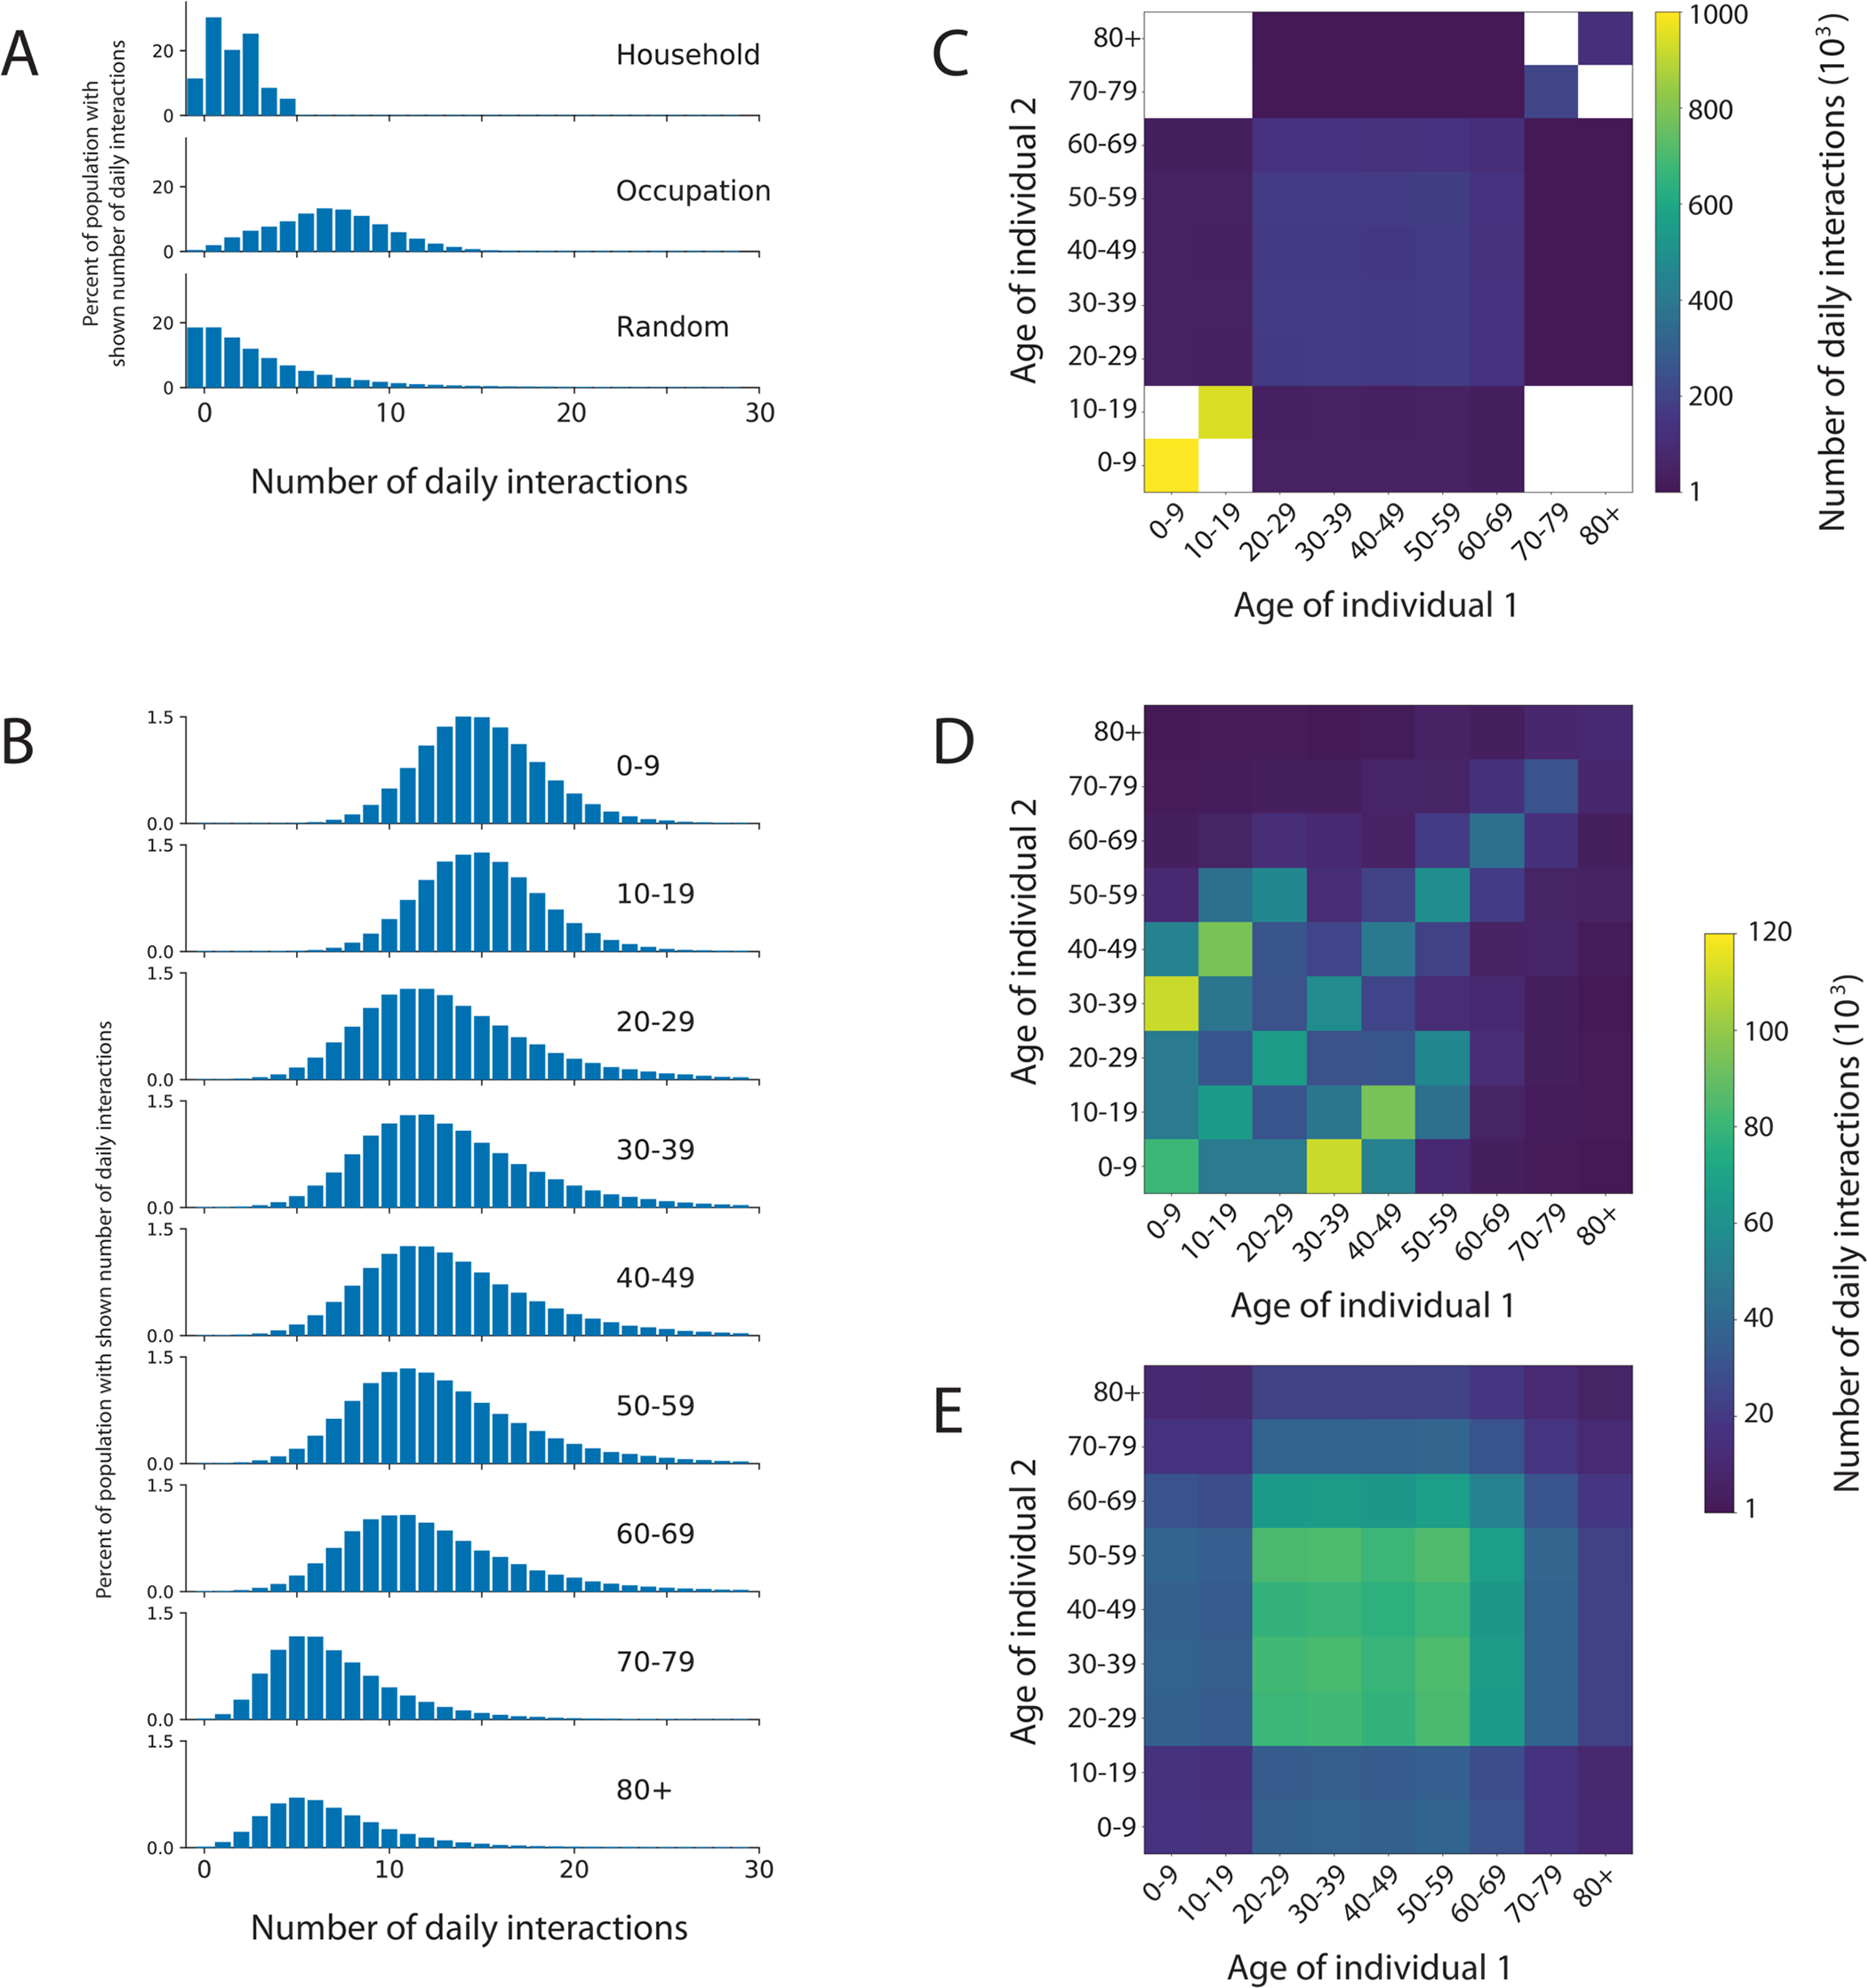 A
Percent of population with
shown number of daily interactions
20
0
Household
20
0
Occupation
20
0
Random
0 10 20 30
Number of daily interactions
B
Percent of population with shown number of daily interactions
1.5
0.0
0-9
1.5
0.0
10-19
1.5
0.0
20-29
1.5
0.0
30-39
1.5
0.0
40-49
1.5
0.0
50-59
1.5
0.0
60-69
1.5
0.0
70-79
1.5
0.0
80+
0 10 20 30
Number of daily interactions
C
Age of individual 2
80+
70-79
60-69
50-59
40-49
30-39
20-29
10-19
0-9
0-9 10-19 20-29 30-39 40-49 50-59 60-69 70-79 80+
Age of individual 1
1000
800
600
400
200
1
Number of daily interactions (10³)
D
Age of individual 2
80+
70-79
60-69
50-59
40-49
30-39
20-29
10-19
0-9
0-9 10-19 20-29 30-39 40-49 50-59 60-69 70-79 80+
Age of individual 1
120
100
80
60
40
20
1
Number of daily interactions (10³)
E
Age of individual 2
80+
70-79
60-69
50-59
40-49
30-39
20-29
10-19
0-9
0-9 10-19 20-29 30-39 40-49 50-59 60-69 70-79 80+
Age of individual 1